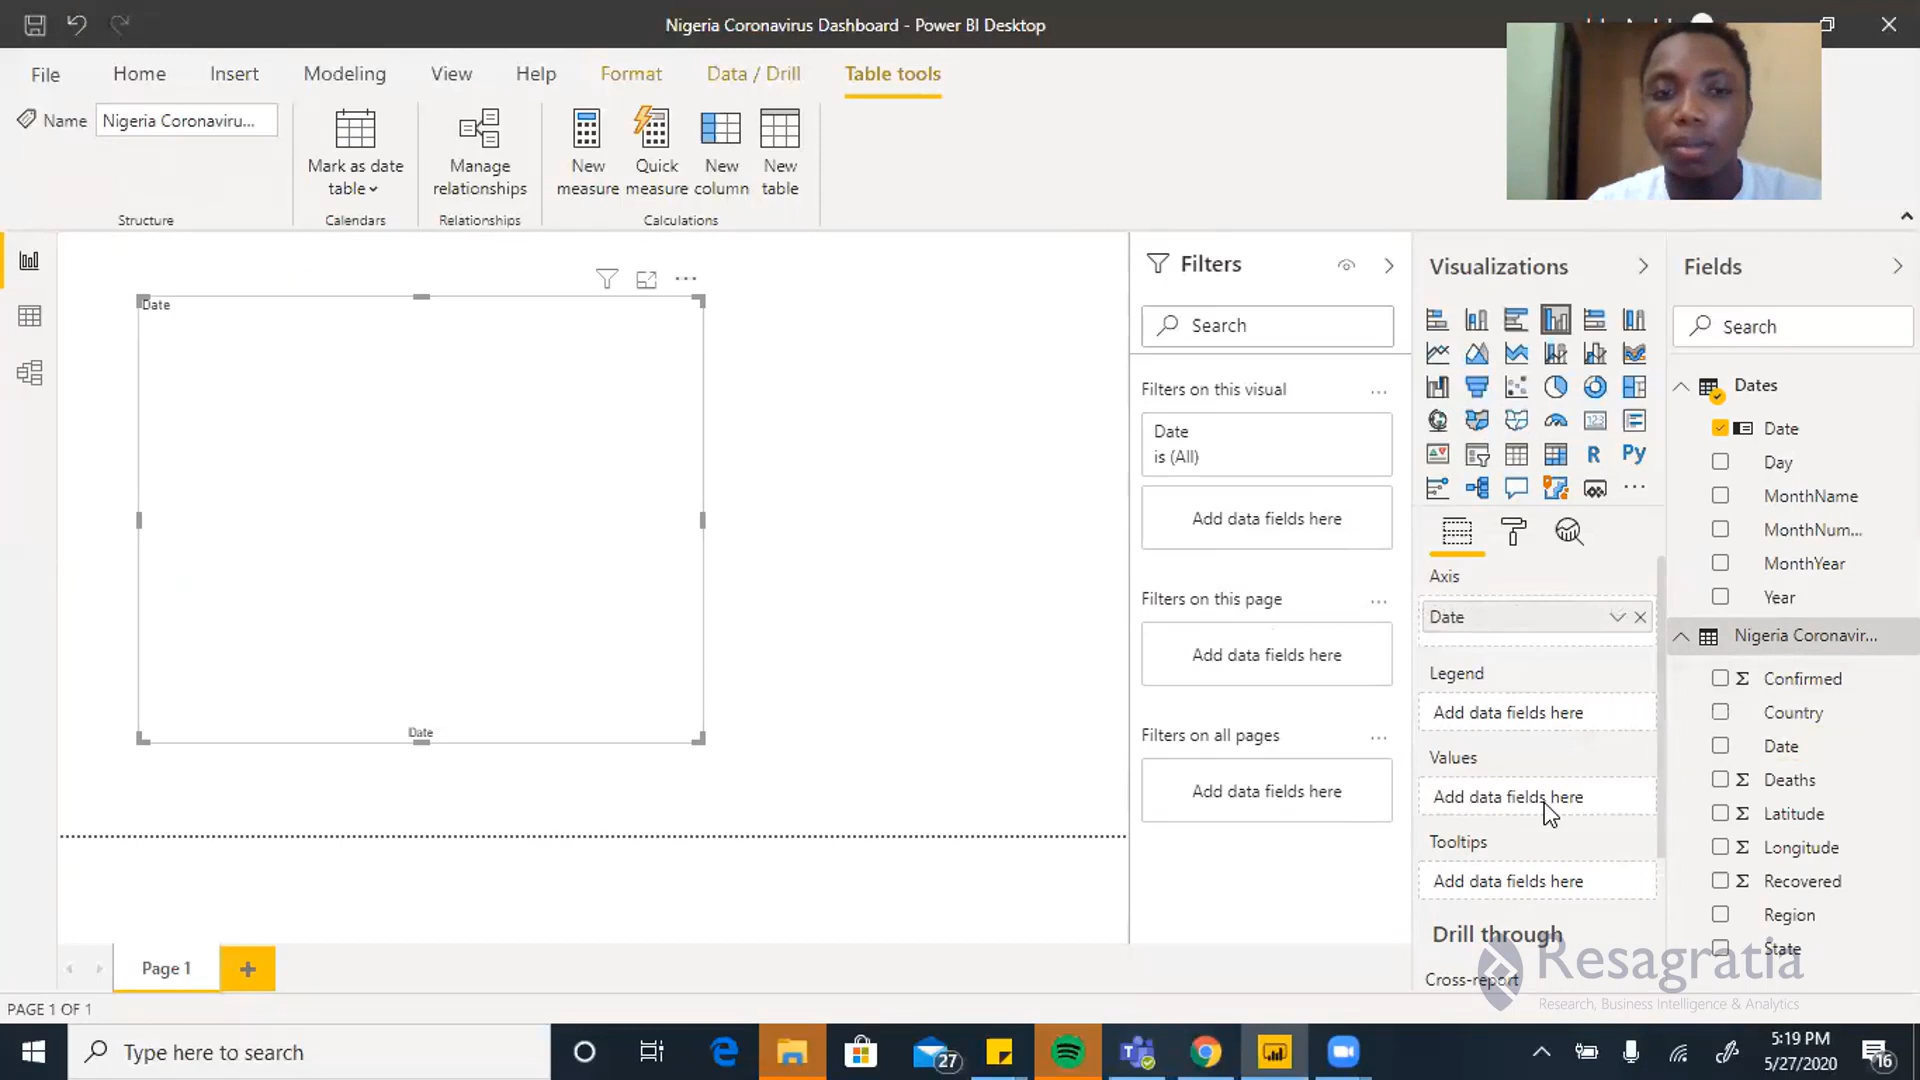 Nigeria Coronavirus Dashboard - Power BI Desktop
File
Home
Insert
Modeling
View
Help
Format
Data / Drill
Table tools
Name
Nigeria Coronaviru...
Structure
Mark as date
table
Calendars
Manage
relationships
Relationships
New
measure
Quick
measure
New
column
New
table
Calculations
Date
Date
Filters
Search
Filters on this visual
...
Date
is (All)
Add data fields here
Filters on this page
...
Add data fields here
Filters on all pages
...
Add data fields here
Visualizations
R
Py
...
Axis
Date
Legend
Add data fields here
Values
Add data fields here
Tooltips
Add data fields here
Drill through
Cross-report
Fields
Search
Dates
Date
Day
MonthName
MonthNum...
MonthYear
Year
Nigeria Coronavir...
Σ Confirmed
Country
Date
Σ Deaths
Σ Latitude
Σ Longitude
Σ Recovered
Region
State
Resagratia
Research, Business Intelligence & Analytics
Page 1
+
PAGE 1 OF 1
Type here to search
27
5:19 PM
5/27/2020
16